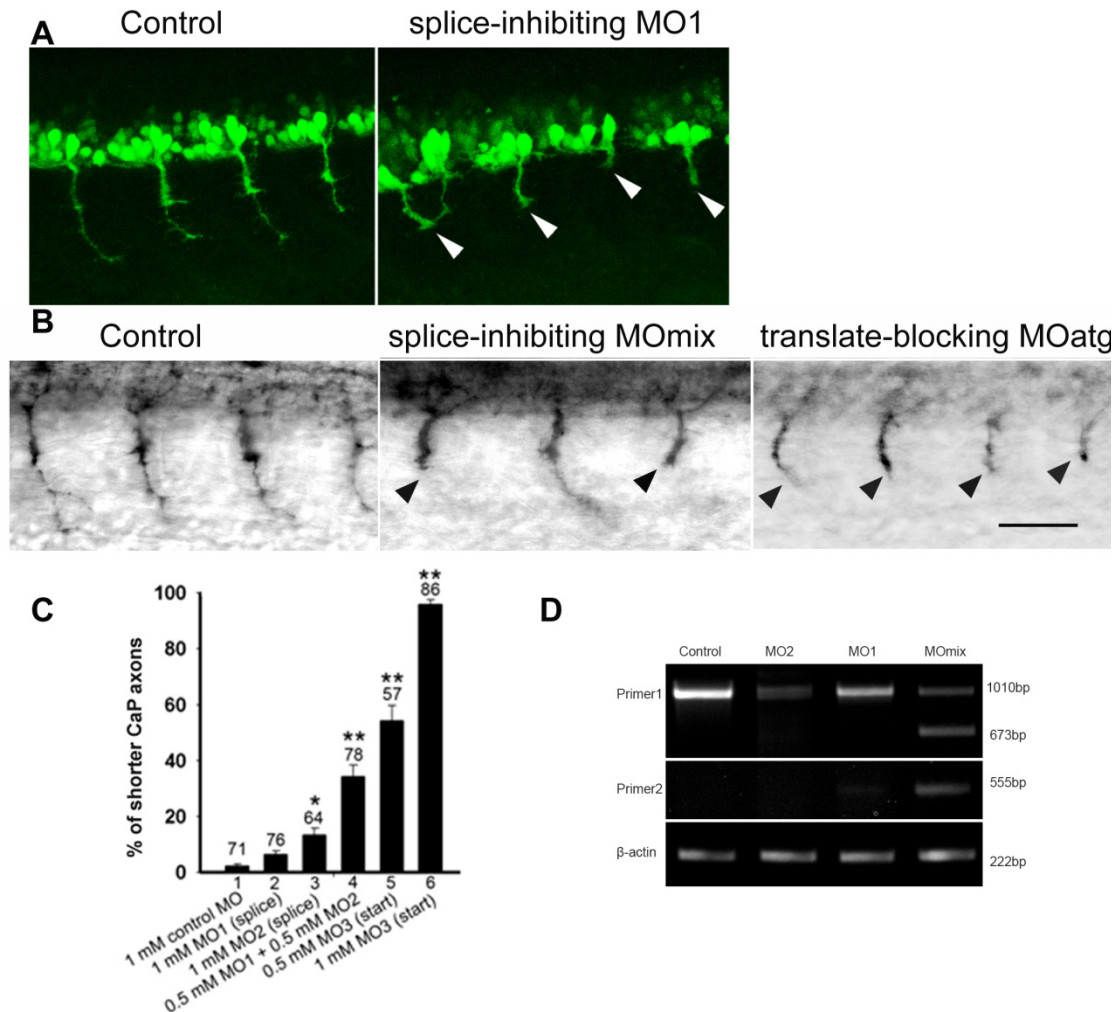 A
Control
splice-inhibiting MO1
B
Control
splice-inhibiting MOmix
translate-blocking MOatg
C
% of shorter CaP axons
100
80
60
40
20
0
71
76
*
64
**
78
**
57
**
86
1
2
3
4
5
6
1 mM control MO
1 mM MO1 (splice)
1 mM MO2 (splice)
0.5 mM MO1 + 0.5 mM MO2
0.5 mM MO3 (start)
1 mM MO3 (start)
D
Control
MO2
MO1
MOmix
Primer1
1010bp
673bp
Primer2
555bp
β-actin
222bp